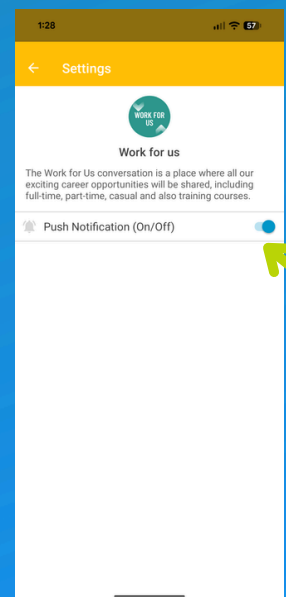 1:28
57
Settings
WORK FOR
US
Work for us
The Work for Us conversation is a place where all our
exciting career opportunities will be shared, including
full-time, part-time, casual and also training courses.
Push Notification (On/Off)